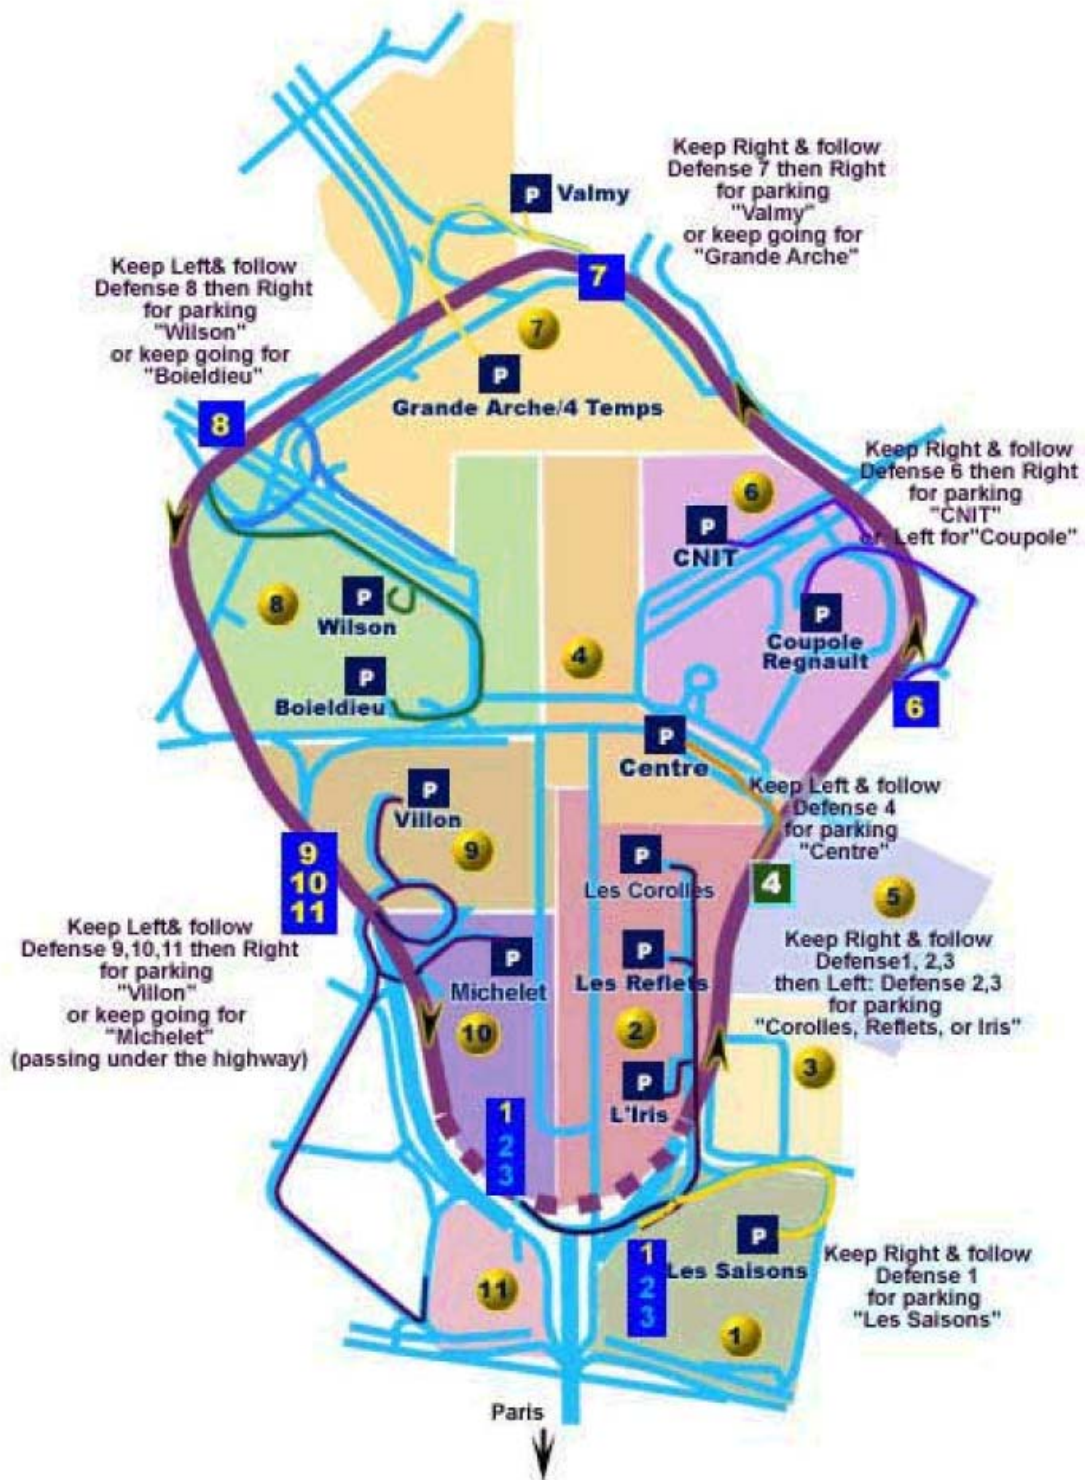 Keep Right & follow
Defense 7 then Right
for parking
"Valmy"
or keep going for
"Grande Arche"
P Valmy
7
Keep Left& follow
Defense 8 then Right
for parking
"Wilson"
or keep going for
"Boieldieu"
7
P
Grande Arche/4 Temps
8
Keep Right & follow
Defense 6 then Right
for parking
"CNIT"
or Left for"Coupole"
6
P
CNIT
8
P
Wilson
4
P
Coupole
Regnault
P
Boieldieu
6
P
Centre
Keep Left & follow
Defense 4
for parking
"Centre"
P
Villon
9
9
10
11
P
Les Corolles
4
5
Keep Left& follow
Defense 9,10,11 then Right
for parking
"Villon"
or keep going for
"Michelet"
(passing under the highway)
P
Michelet
10
P
Les Reflets
2
Keep Right & follow
Defense1, 2,3
then Left: Defense 2,3
for parking
"Corolles, Reflets, or Iris"
3
P
L'Iris
1
2
3
P
Les Saisons
1
2
3
11
1
Keep Right & follow
Defense 1
for parking
"Les Saisons"
Paris